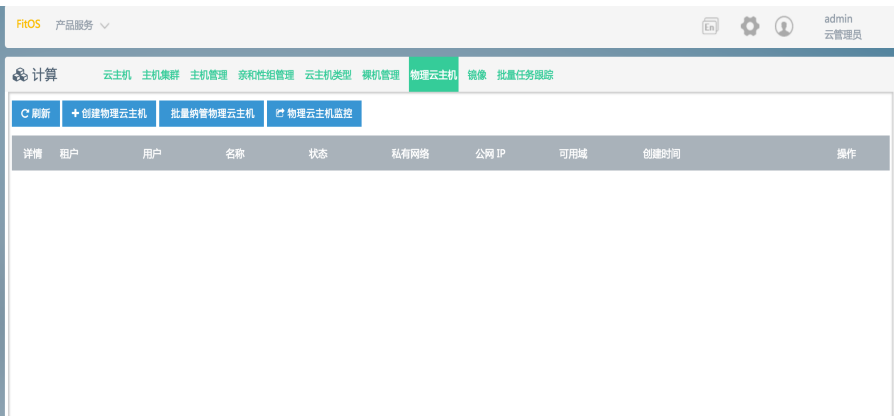 FitOS 产品服务 En admin
云管理员
计算 云主机 主机集群 主机管理 亲和性组管理 云主机类型 裸机管理 物理云主机 镜像 批量任务跟踪
刷新 创建物理云主机 批量纳管物理云主机 物理云主机监控
详情 租户 用户 名称 状态 私有网络 公网 IP 可用域 创建时间 操作